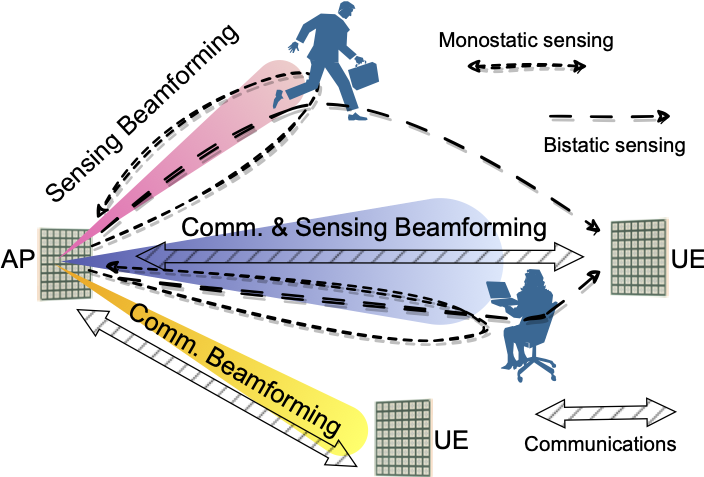 Monostatic sensing
Sensing Beamforming
Bistatic sensing
Comm. & Sensing Beamforming
AP
UE
Comm. Beamforming
UE
Communications